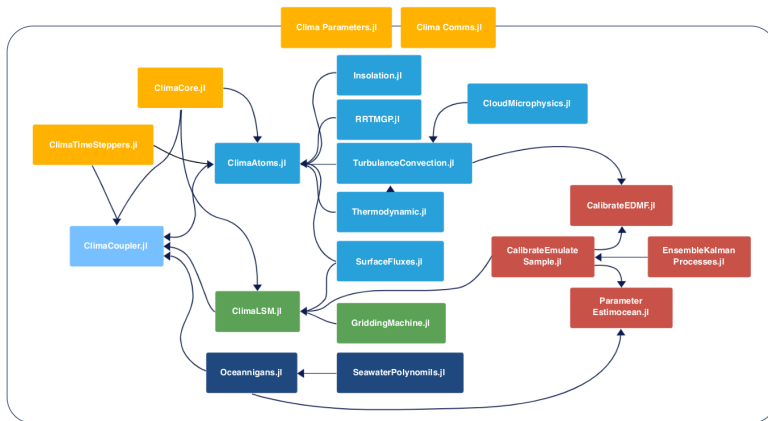 Clima Parameters.jl
Clima Comms.jl
ClimaCore.jl
Insolation.jl
CloudMicrophysics.jl
RRTMGP.jl
ClimaTimeSteppers.jl
ClimaAtoms.jl
TurbulanceConvection.jl
Thermodynamic.jl
CalibrateEDMF.jl
ClimaCoupler.jl
SurfaceFluxes.jl
CalibrateEmulate
Sample.jl
EnsembleKalman
Processes.jl
ClimaLSM.jl
GriddingMachine.jl
Parameter
Estimocean.jl
Oceannigans.jl
SeawaterPolynomils.jl